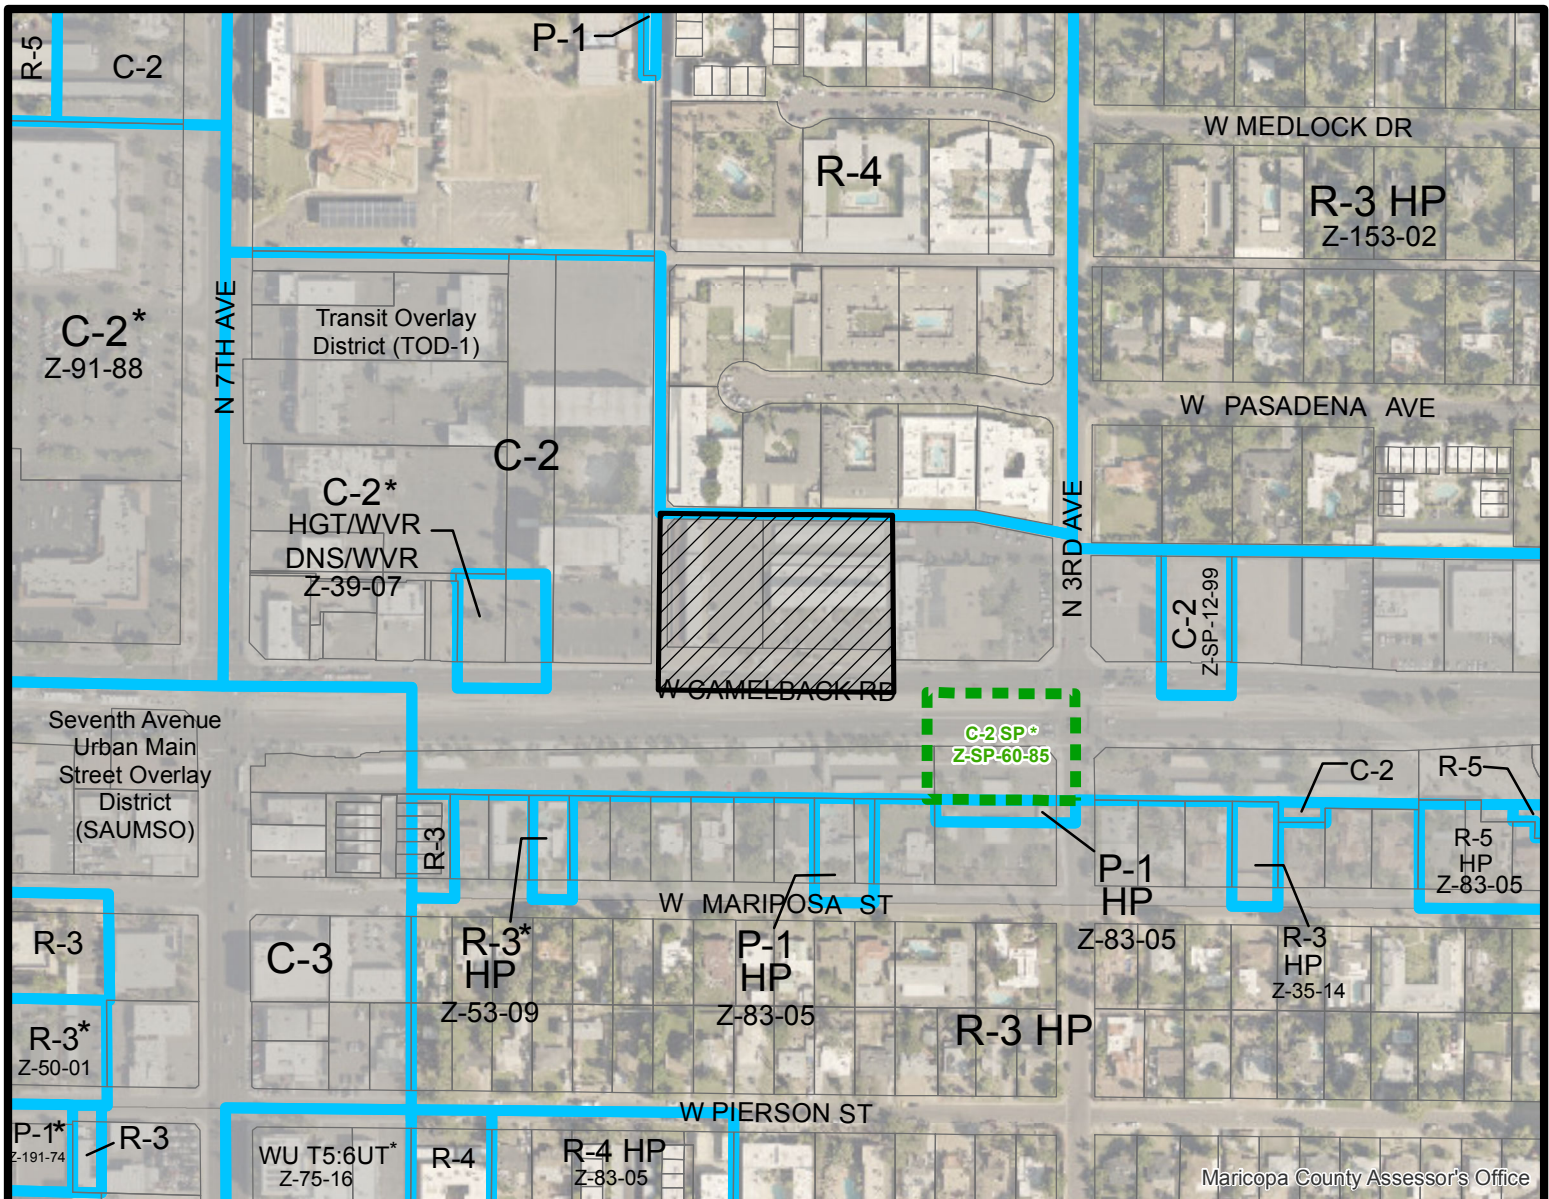 R-5
C-2
P-1
W MEDLOCK DR
R-4
R-3 HP
Z-153-02
N 7TH AVE
Transit Overlay
District (TOD-1)
C-2*
Z-91-88
W PASADENA AVE
C-2
C-2*
HGT/WVR
DNS/WVR
Z-39-07
N 3RD AVE
C-2
Z-SP-12-99
W CAMELBACK RD
Seventh Avenue
Urban Main
Street Overlay
District
(SAUMSO)
C-2 SP *
Z-SP-60-85
C-2
R-5
R-3
R-5
HP
Z-83-05
P-1
HP
Z-83-05
W MARIPOSA ST
R-3
C-3
R-3*
HP
Z-53-09
P-1
HP
Z-83-05
R-3
HP
Z-35-14
R-3*
Z-50-01
R-3 HP
W PIERSON ST
P-1*
Z-191-74
R-3
WU T5:6UT*
Z-75-16
R-4
R-4 HP
Z-83-05
Maricopa County Assessor's Office